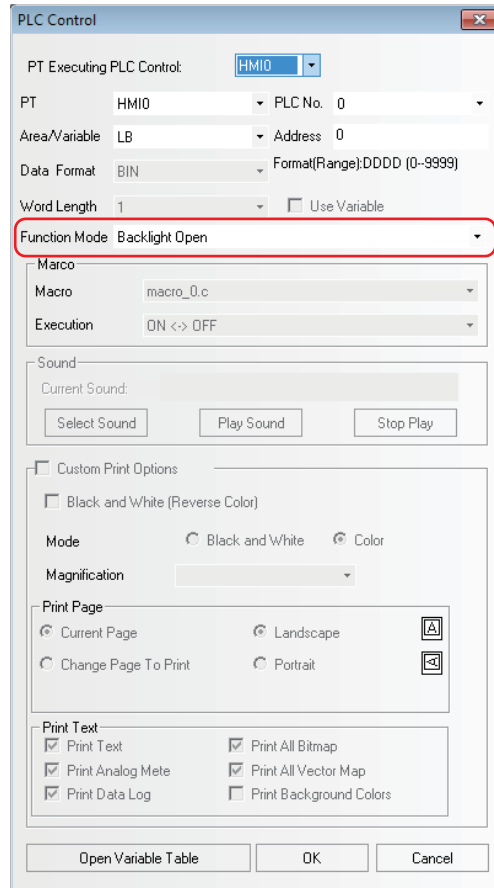 PLC Control
PT Executing PLC Control: HMI0
PT HMI0 PLC No. 0
Area/Variable LB Address 0
Data Format BIN Format(Range):DDDD (0--9999)
Word Length 1 Use Variable
Function Mode Backlight Open
Marco
Macro macro_0.c
Execution ON <-> OFF
Sound
Current Sound:
Select Sound Play Sound Stop Play
Custom Print Options
Black and White (Reverse Color)
Mode Black and White Color
Magnification
Print Page
Current Page Landscape A
Change Page To Print Portrait A
Print Text
Print Text Print All Bitmap
Print Analog Mete Print All Vector Map
Print Data Log Print Background Colors
Open Variable Table OK Cancel